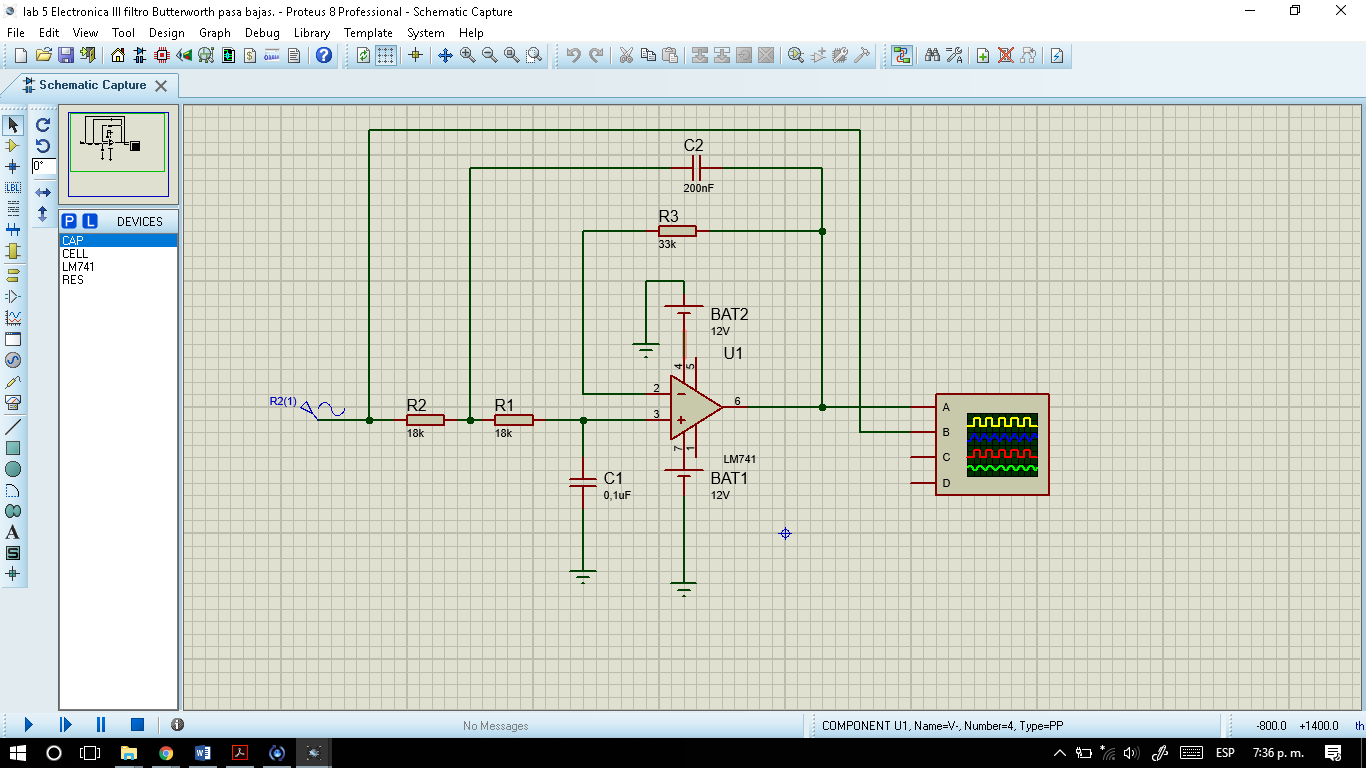 lab 5 Electronica III filtro Butterworth pasa bajas. - Proteus 8 Professional - Schematic Capture
File Edit View Tool Design Graph Debug Library Template System Help
Schematic Capture
0°
LBL
P L DEVICES
CAP
CELL
LM741
RES
A
S
C2
200nF
R3
33k
BAT2
12V
U1
4 5
R2(1)
R2
18k
R1
18k
2
3
6
7 1
LM741
BAT1
12V
C1
0,1uF
A
B
C
D
No Messages
COMPONENT U1, Name=V-, Number=4, Type=PP
-800.0 +1400.0 th
ESP 7:36 p. m.